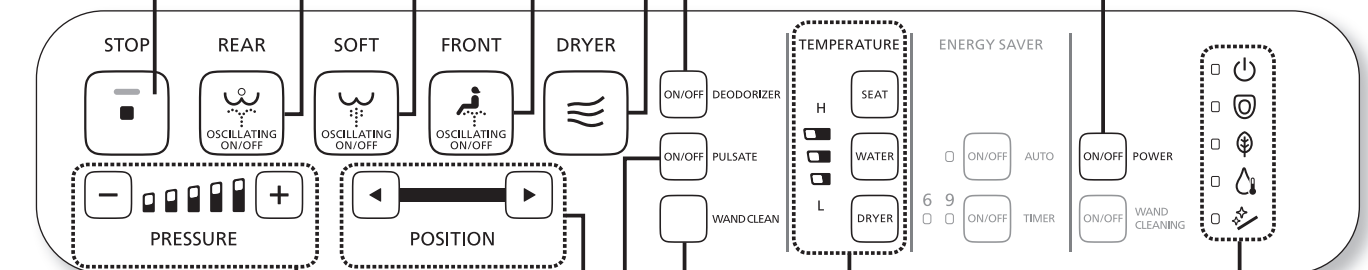 STOP
REAR
SOFT
FRONT
DRYER
OSCILLATING
ON/OFF
OSCILLATING
ON/OFF
OSCILLATING
ON/OFF
PRESSURE
POSITION
ON/OFF DEODORIZER
ON/OFF PULSATE
WAND CLEAN
TEMPERATURE
H
L
SEAT
WATER
DRYER
ENERGY SAVER
ON/OFF AUTO
6 9
ON/OFF TIMER
ON/OFF POWER
ON/OFF WAND
CLEANING